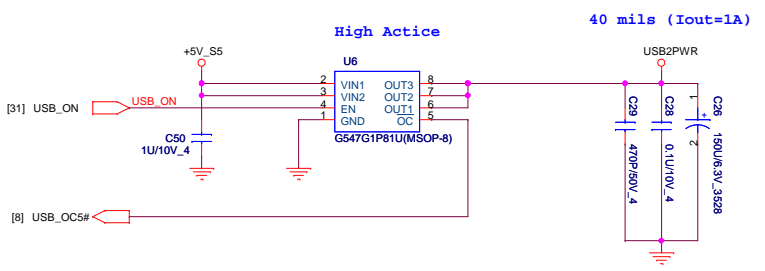 40 mils (Iout=1A)
High Actice
+5V_S5
USB2PWR
U6
2 VIN1 OUT3 8
3 VIN2 OUT2 7
[31] USB_ON USB_ON 4 EN OUT1 6
1 GND OC 5
G547G1P81U(MSOP-8)
C50
1U/10V_4
C29
470P/50V_4
C28
0.1U/10V_4
1
+
2
C26
150U/6.3V_3528
[8] USB_OC5#